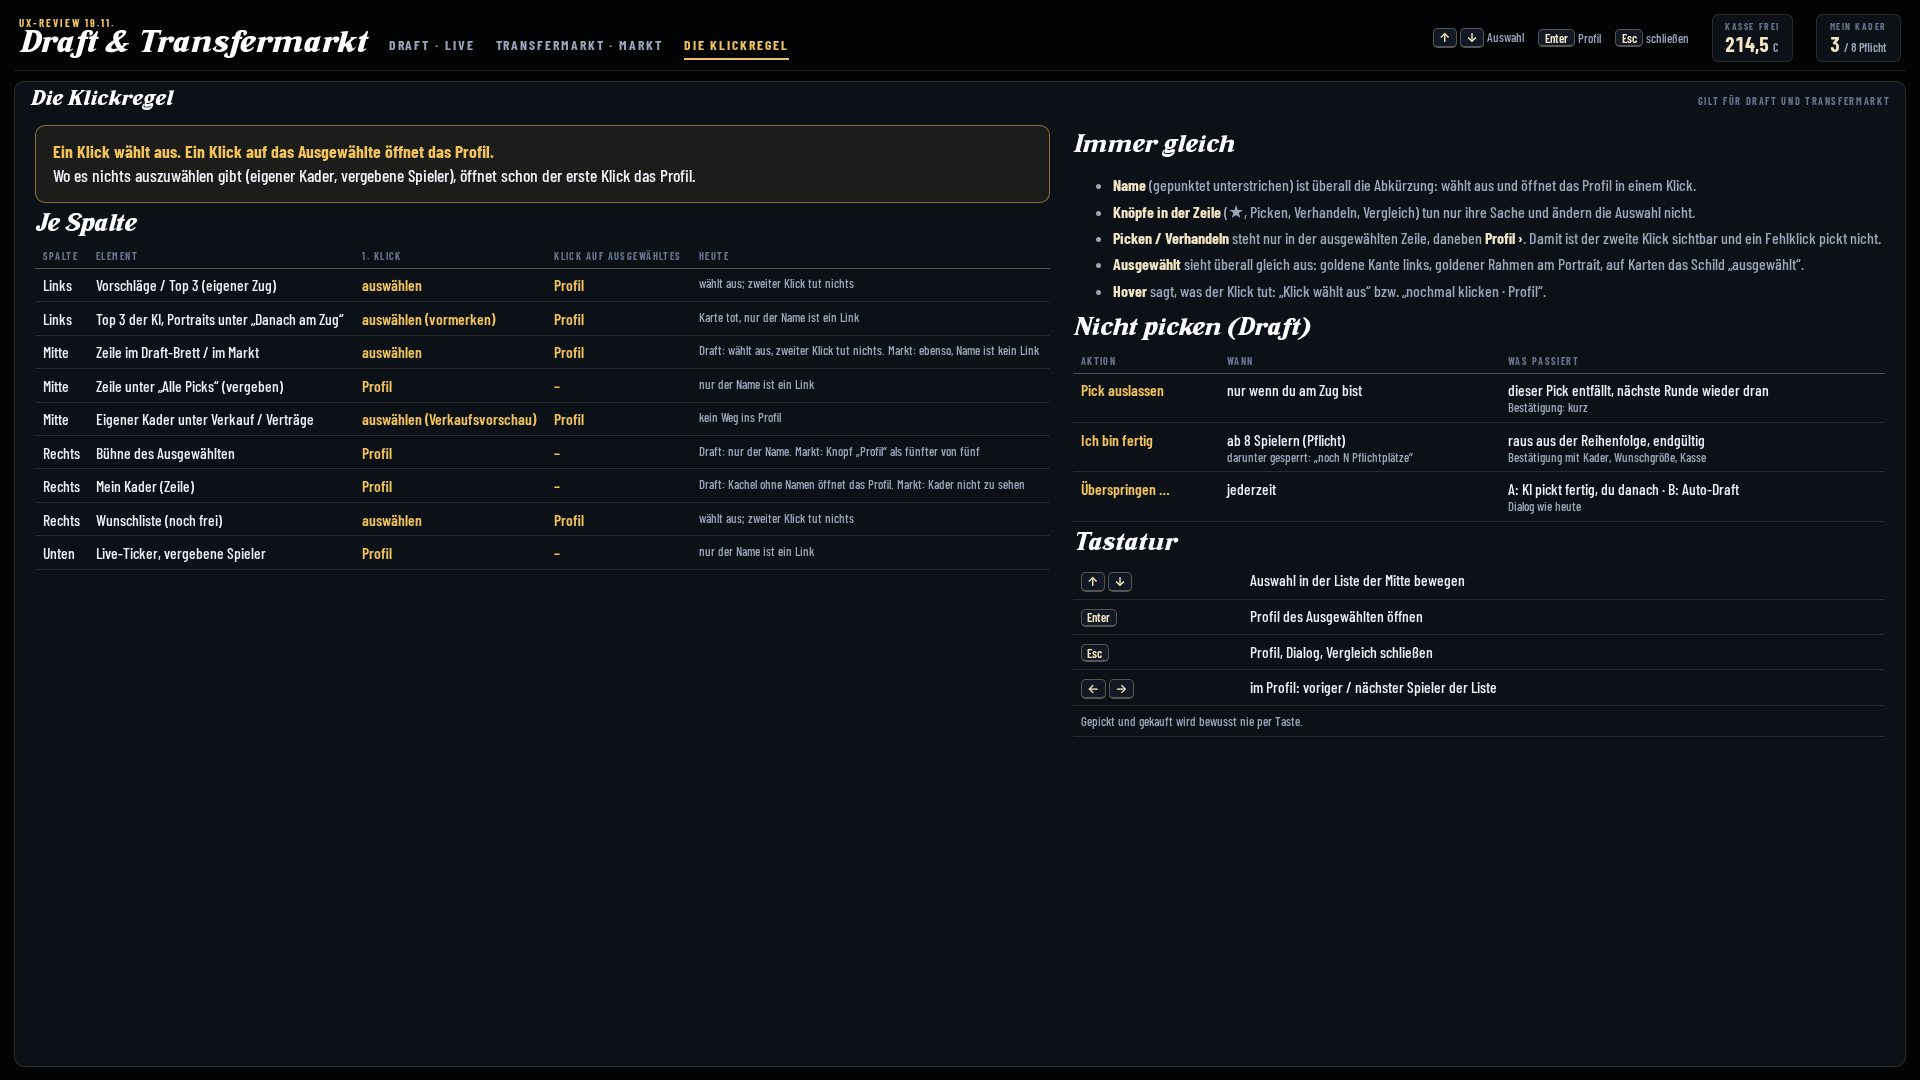 UX-REVIEW 19.11.
Draft & Transfermarkt
DRAFT · LIVE
TRANSFERMARKT · MARKT
DIE KLICKREGEL
↑ ↓ Auswahl
Enter Profil
Esc schließen
KASSE FREI
214,5 C
MEIN KADER
3 / 8 Pflicht
Die Klickregel
GILT FÜR DRAFT UND TRANSFERMARKT
Ein Klick wählt aus. Ein Klick auf das Ausgewählte öffnet das Profil.
Wo es nichts auszuwählen gibt (eigener Kader, vergebene Spieler), öffnet schon der erste Klick das Profil.
Je Spalte
SPALTE ELEMENT 1. KLICK KLICK AUF AUSGEWÄHLTES HEUTE
Links Vorschläge / Top 3 (eigener Zug) auswählen Profil wählt aus; zweiter Klick tut nichts
Links Top 3 der KI, Portraits unter „Danach am Zug“ auswählen (vormerken) Profil Karte tot, nur der Name ist ein Link
Mitte Zeile im Draft-Brett / im Markt auswählen Profil Draft: wählt aus, zweiter Klick tut nichts. Markt: ebenso, Name ist kein Link
Mitte Zeile unter „Alle Picks“ (vergeben) Profil – nur der Name ist ein Link
Mitte Eigener Kader unter Verkauf / Verträge auswählen (Verkaufsvorschau) Profil kein Weg ins Profil
Rechts Bühne des Ausgewählten Profil – Draft: nur der Name. Markt: Knopf „Profil“ als fünfter von fünf
Rechts Mein Kader (Zeile) Profil – Draft: Kachel ohne Namen öffnet das Profil. Markt: Kader nicht zu sehen
Rechts Wunschliste (noch frei) auswählen Profil wählt aus; zweiter Klick tut nichts
Unten Live-Ticker, vergebene Spieler Profil – nur der Name ist ein Link
Immer gleich
• Name (gepunktet unterstrichen) ist überall die Abkürzung: wählt aus und öffnet das Profil in einem Klick.
• Knöpfe in der Zeile (★, Picken, Verhandeln, Vergleich) tun nur ihre Sache und ändern die Auswahl nicht.
• Picken / Verhandeln steht nur in der ausgewählten Zeile, daneben Profil ›. Damit ist der zweite Klick sichtbar und ein Fehlklick pickt nicht.
• Ausgewählt sieht überall gleich aus: goldene Kante links, goldener Rahmen am Portrait, auf Karten das Schild „ausgewählt“.
• Hover sagt, was der Klick tut: „Klick wählt aus“ bzw. „nochmal klicken · Profil“.
Nicht picken (Draft)
AKTION WANN WAS PASSIERT
Pick auslassen nur wenn du am Zug bist dieser Pick entfällt, nächste Runde wieder dran
Bestätigung: kurz
Ich bin fertig ab 8 Spielern (Pflicht) raus aus der Reihenfolge, endgültig
darunter gesperrt: „noch N Pflichtplätze“ Bestätigung mit Kader, Wunschgröße, Kasse
Überspringen … jederzeit A: KI pickt fertig, du danach · B: Auto-Draft
Dialog wie heute
Tastatur
↑ ↓ Auswahl in der Liste der Mitte bewegen
Enter Profil des Ausgewählten öffnen
Esc Profil, Dialog, Vergleich schließen
← → im Profil: voriger / nächster Spieler der Liste
Gepickt und gekauft wird bewusst nie per Taste.